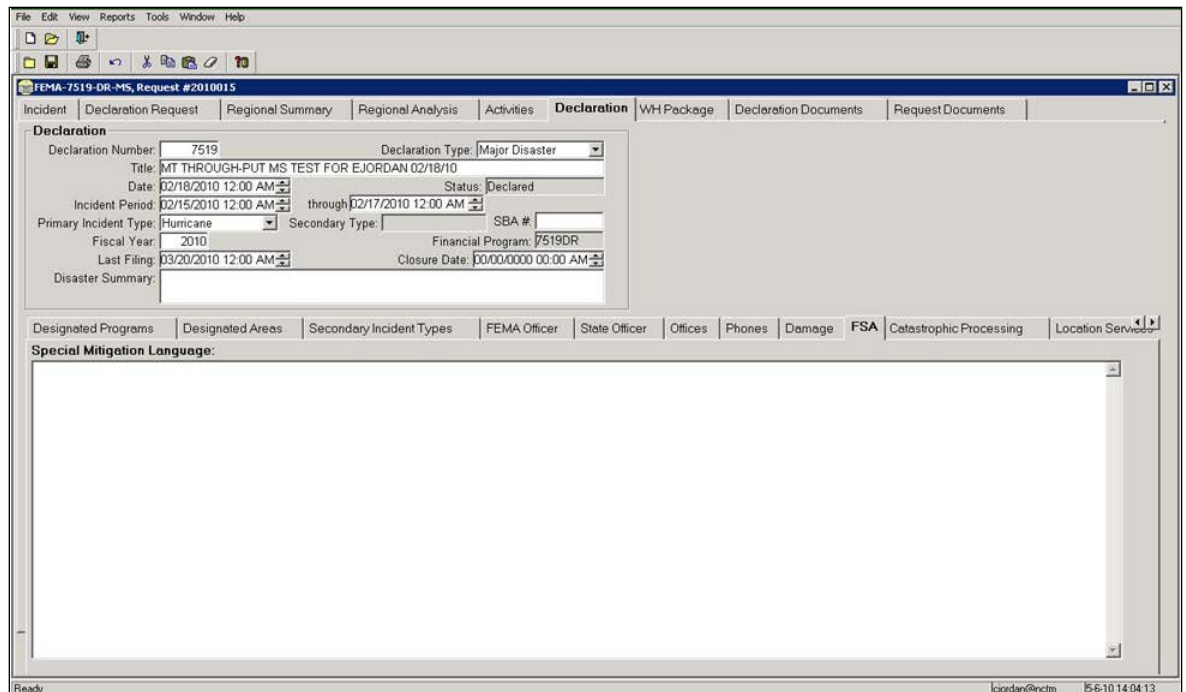 File Edit View Reports Tools Window Help
FEMA-7519-DR-MS, Request #2010015
Incident Declaration Request Regional Summary Regional Analysis Activities Declaration WH Package Declaration Documents Request Documents
Declaration
Declaration Number: 7519 Declaration Type: Major Disaster
Title: MT THROUGH-PUT MS TEST FOR EJORDAN 02/18/10
Date: 02/18/2010 12:00 AM Status: Declared
Incident Period: 02/15/2010 12:00 AM through 02/17/2010 12:00 AM
Primary Incident Type: Hurricane Secondary Type: SBA #:
Fiscal Year: 2010 Financial Program: 7519DR
Last Filing: 03/20/2010 12:00 AM Closure Date: 00/00/0000 00:00 AM
Disaster Summary:
Designated Programs Designated Areas Secondary Incident Types FEMA Officer State Officer Offices Phones Damage FSA Catastrophic Processing Location Services
Special Mitigation Language:
Ready 5-6-10 14:04:13